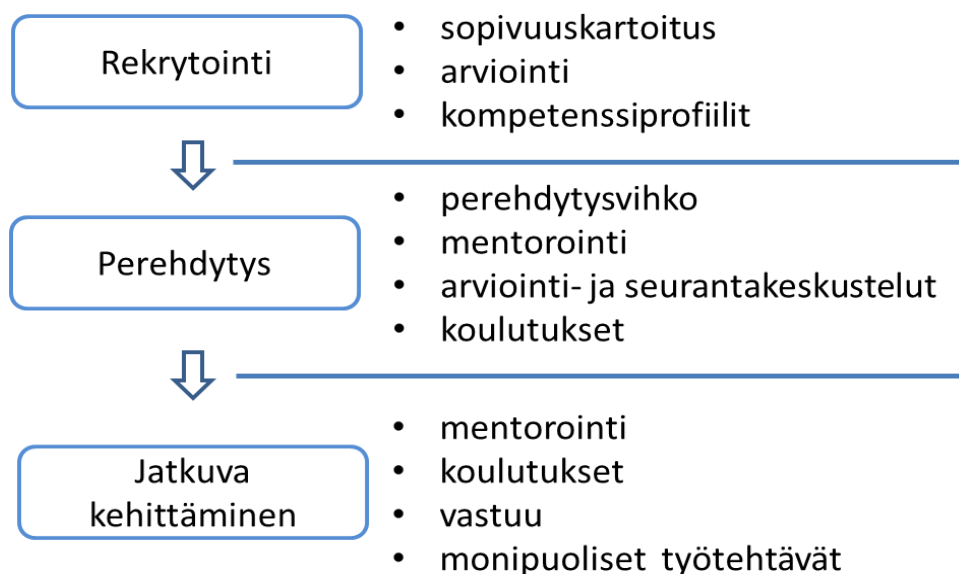 Rekrytointi
• sopivuuskartoitus
• arviointi
• kompetenssiprofiilit
Perehdytys
• perehdytysvihko
• mentorointi
• arviointi- ja seurantakeskustelut
• koulutukset
Jatkuva
kehittäminen
• mentorointi
• koulutukset
• vastuu
• monipuoliset työtehtävät